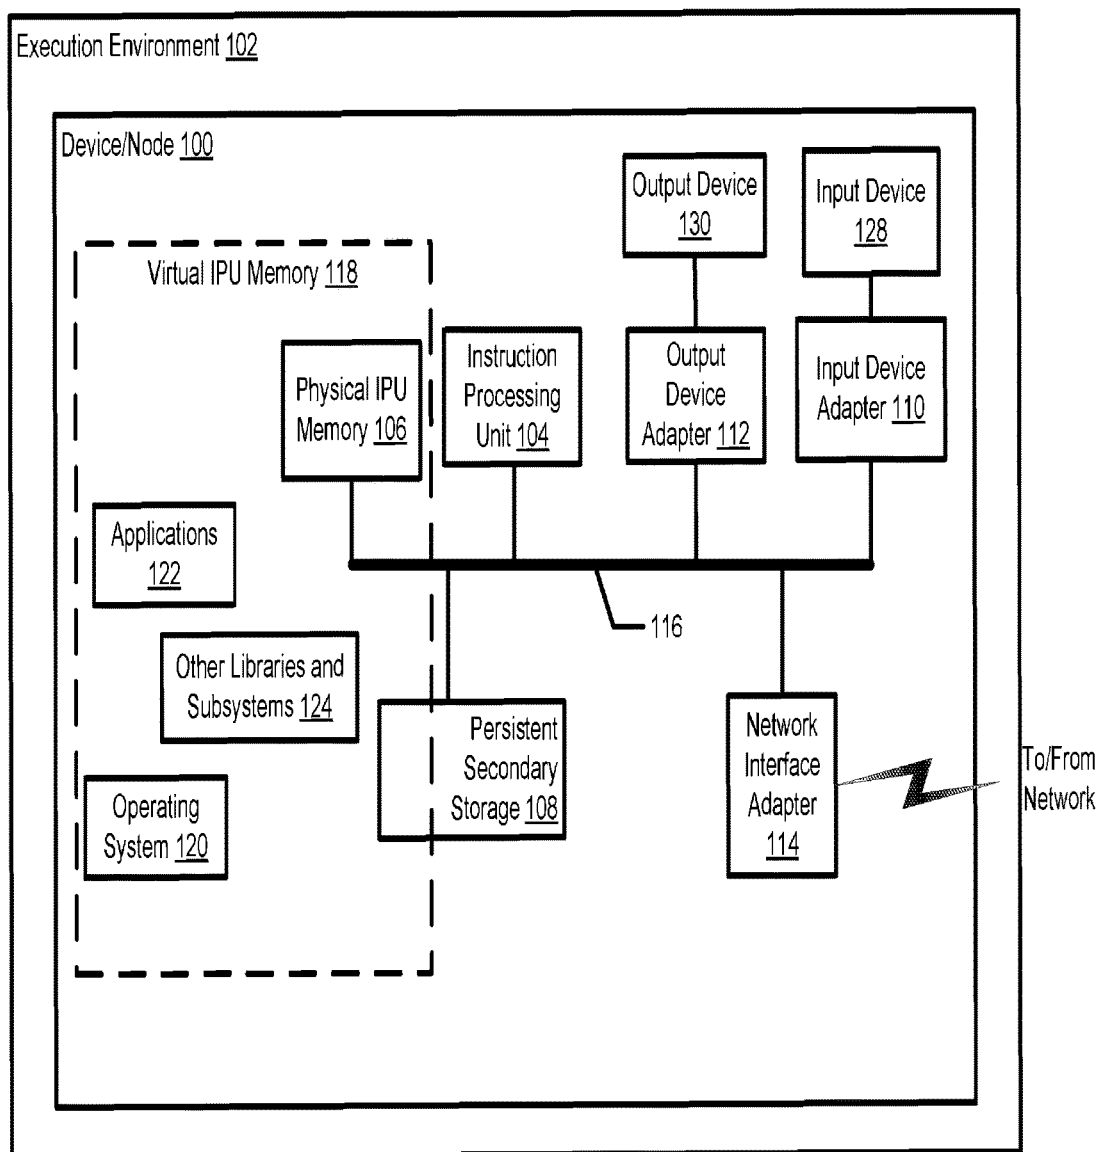 Execution Environment 102
Device/Node 100
Output Device
130
Input Device
128
Virtual IPU Memory 118
Physical IPU
Memory 106
Instruction
Processing
Unit 104
Output
Device
Adapter 112
Input Device
Adapter 110
Applications
122
116
Other Libraries and
Subsystems 124
Persistent
Secondary
Storage 108
Network
Interface
Adapter
114
To/From
Network
Operating
System 120